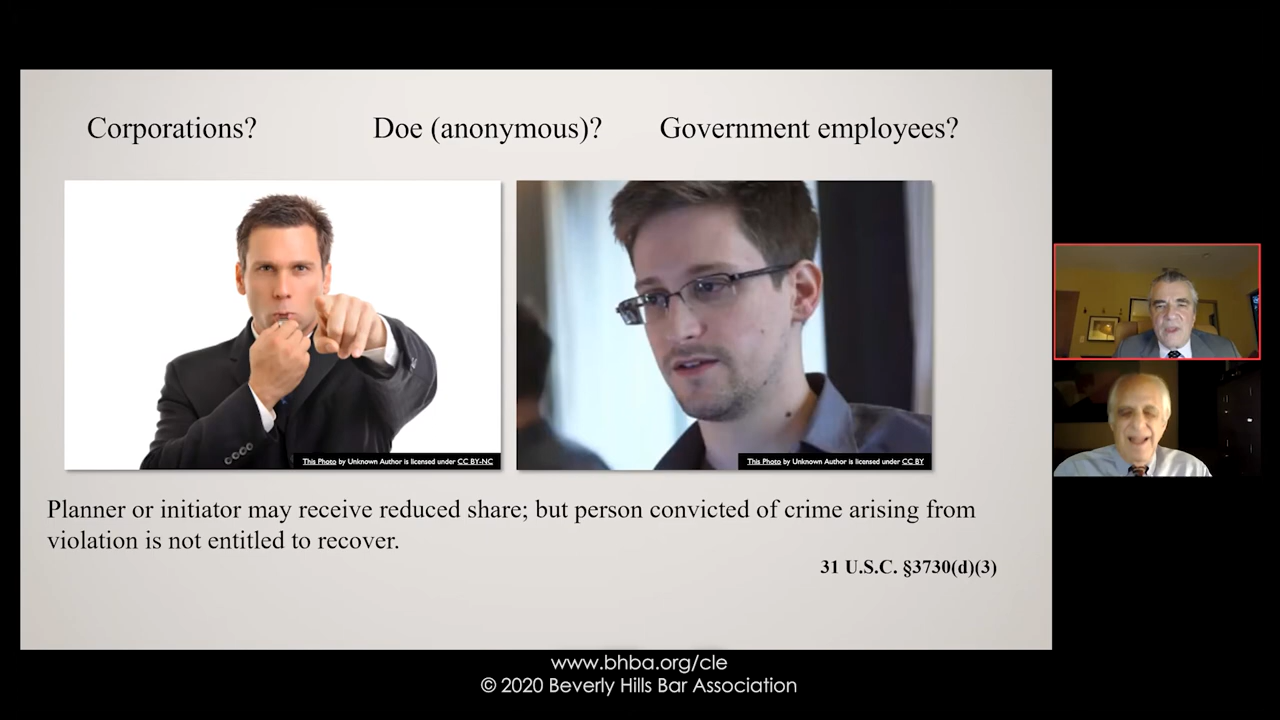 Corporations? Doe (anonymous)? Government employees?
This Photo by Unknown Author is licensed under CC BY-NC
This Photo by Unknown Author is licensed under CC BY
Planner or initiator may receive reduced share; but person convicted of crime arising from
violation is not entitled to recover.
31 U.S.C. §3730(d)(3)
www.bhba.org/cle
© 2020 Beverly Hills Bar Association